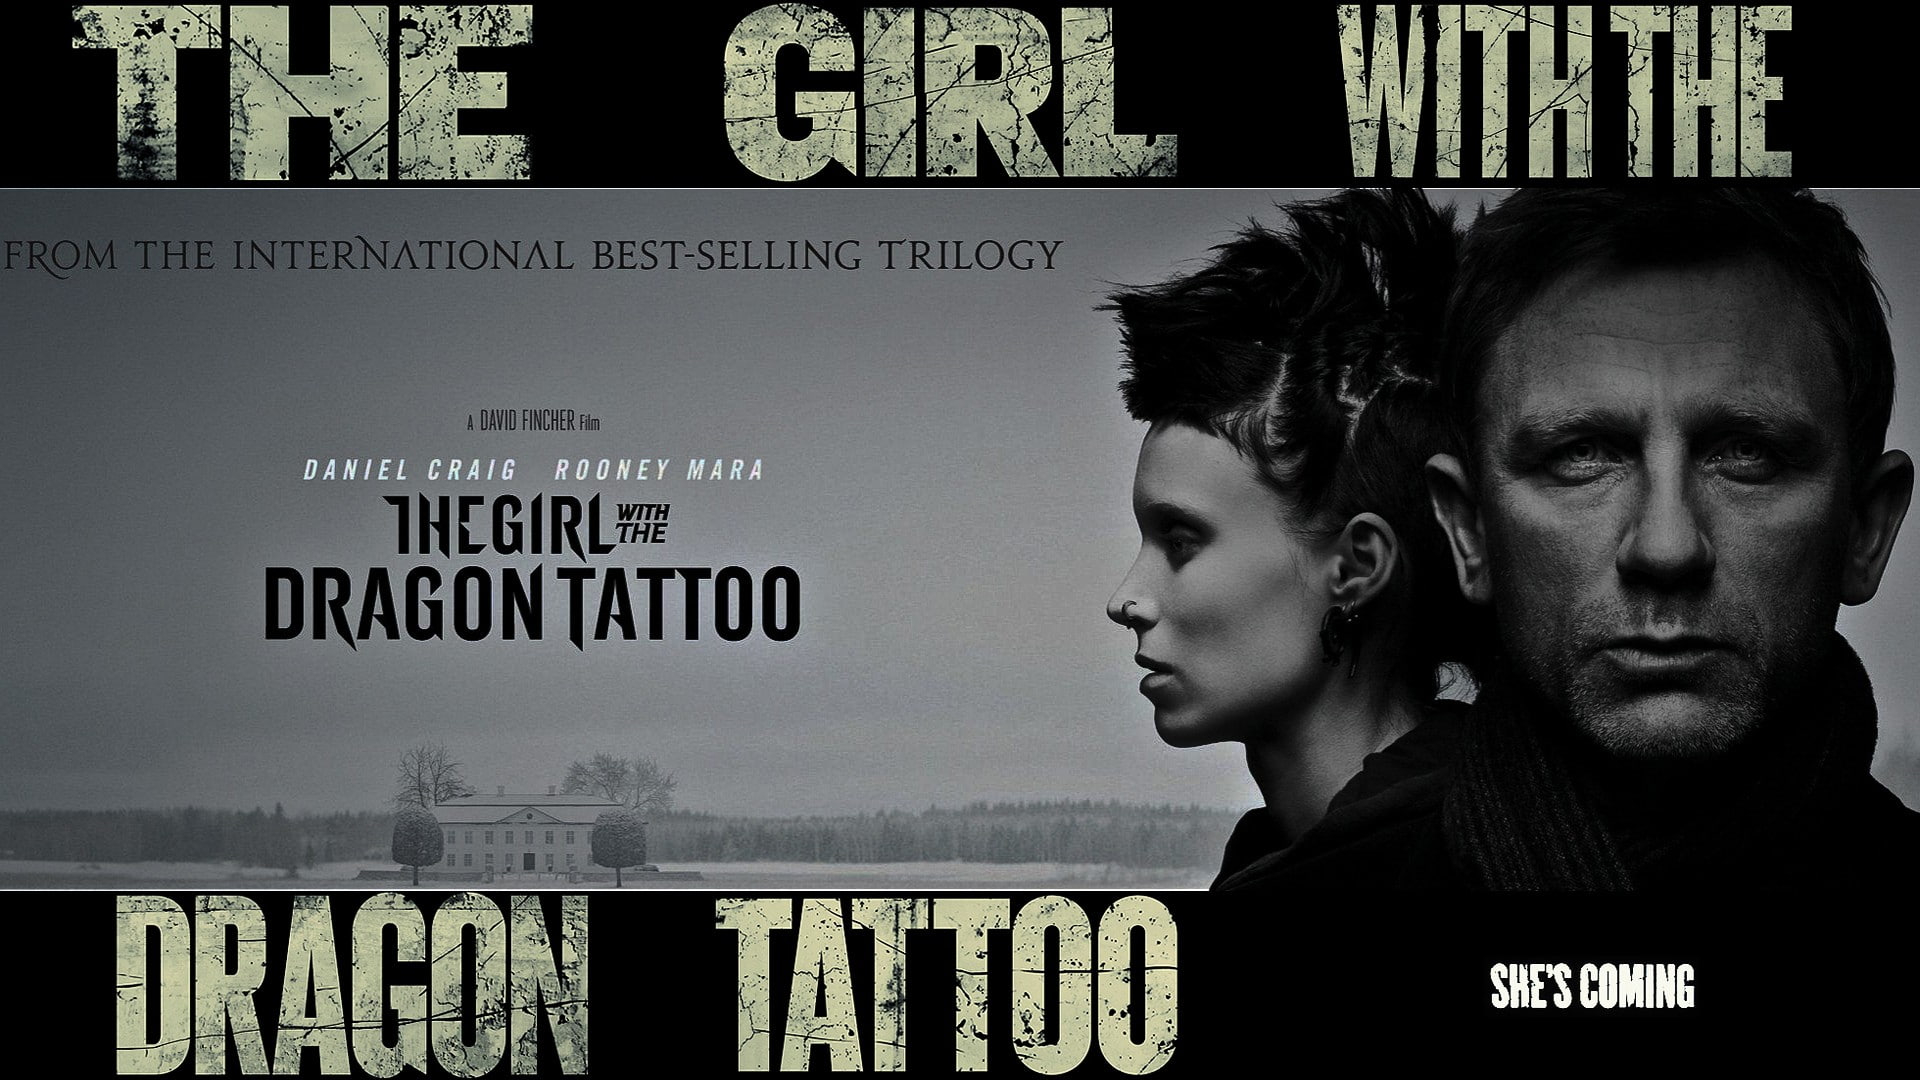 THE GIRL WITH THE
FROM THE INTERNATIONAL BEST-SELLING TRILOGY
A DAVID FINCHER Film
DANIEL CRAIG ROONEY MARA
THE GIRL WITH THE
DRAGON TATTOO
DRAGON TATTOO
SHE'S COMING